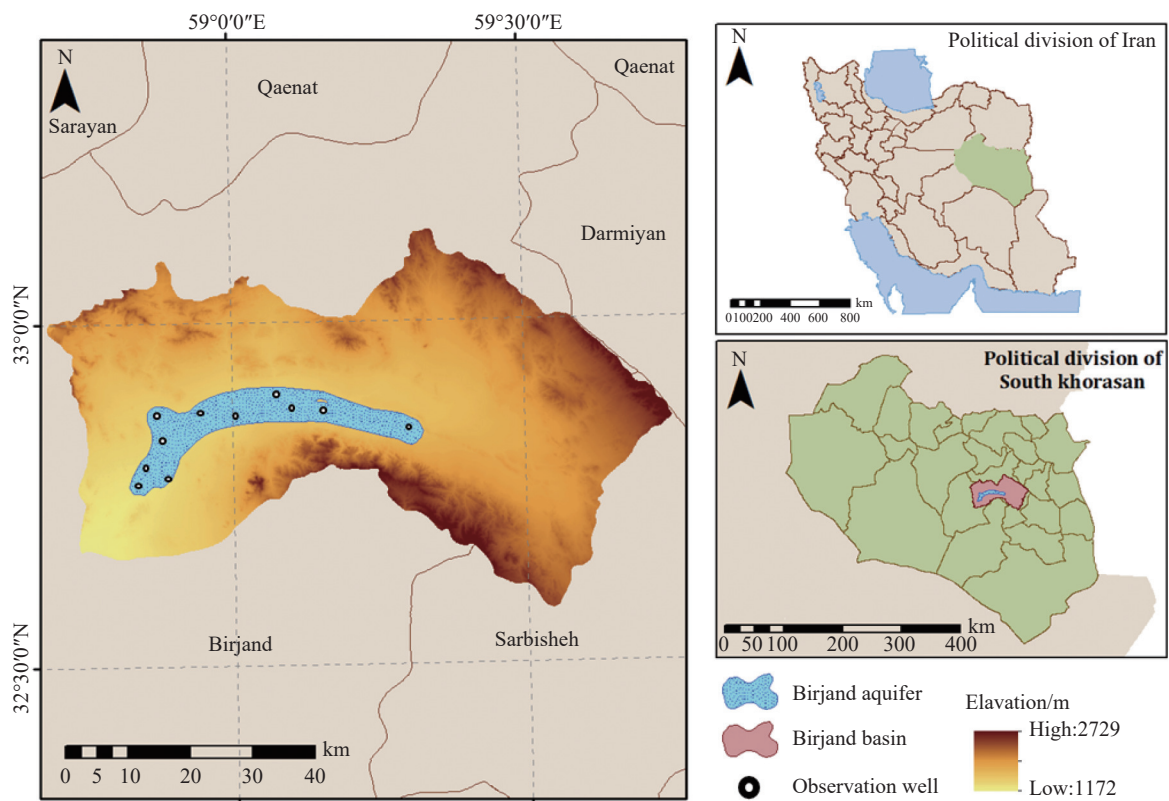 59°0′0″E
59°30′0″E
N
Qaenat
Qaenat
Sarayan
Darmiyan
33°0′0″N
32°30′0″N
Birjand
Sarbisheh
km
0 5 10 20 30 40
Political division of Iran
N
km
0100200 400 600 800
Political division of
South khorasan
N
km
0 50 100 200 300 400
Birjand aquifer
Birjand basin
Observation well
Elavation/m
High:2729
Low:1172